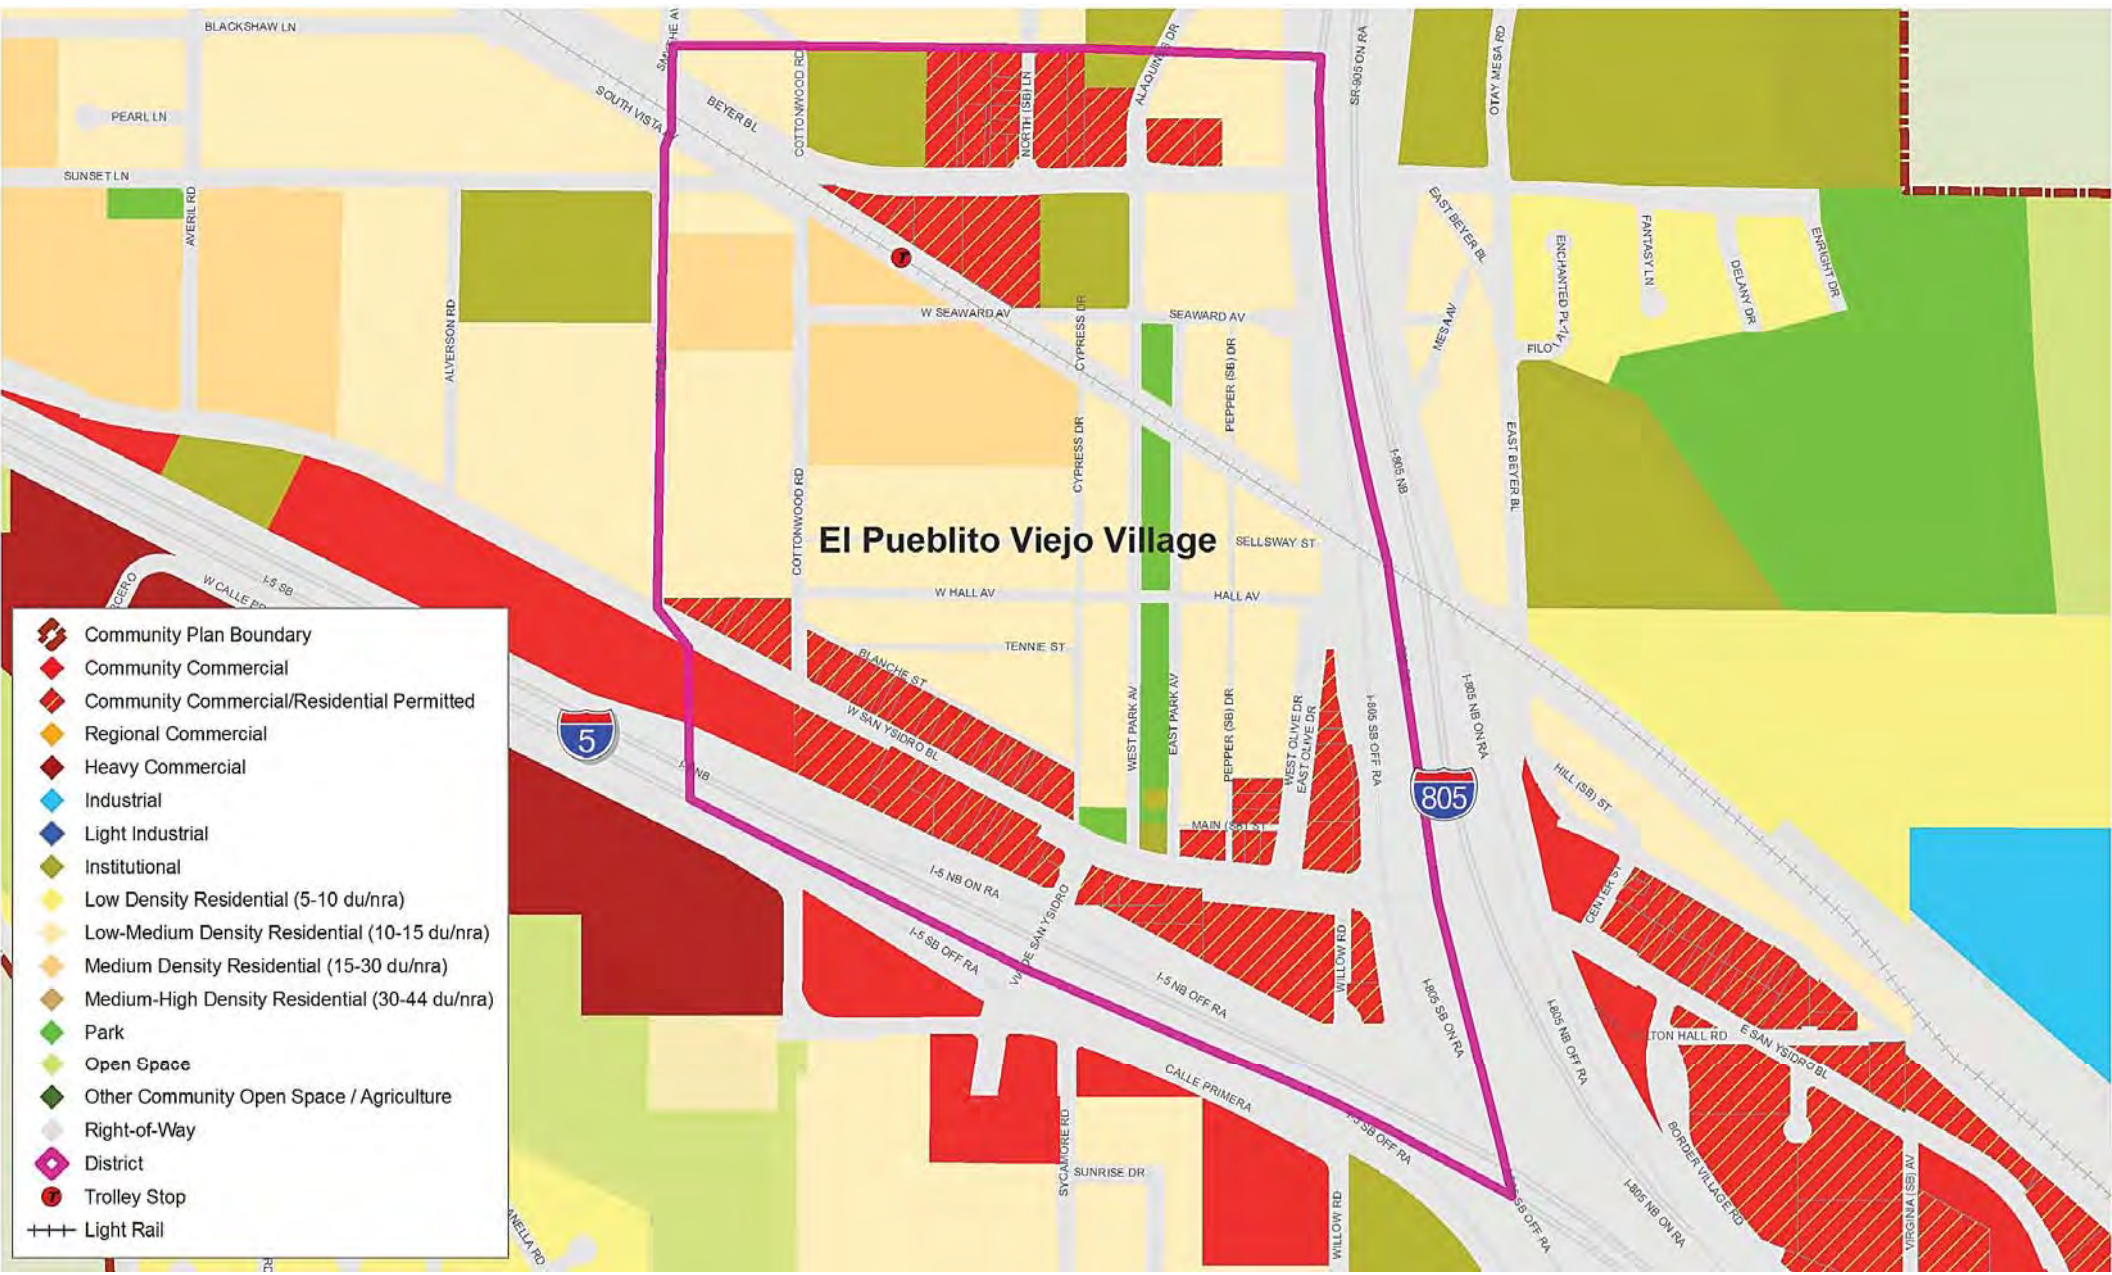 BLACKSHAW LN
PEARL LN
SUNSET LN
AVERIL RD
ALVERSON RD
SOUTH VISTA
BEYER BL
COTTONWOOD RD
NORTH (SB) LN
ALAQUINAS DR
SR-905 ON RA
OTAY MESA RD
EAST BEYER BL
MESA AV
ENCHANTED PL
FILO
FANTASY LN
DELANY DR
ENRIGHT DR
T
W SEAWARD AV
SEAWARD AV
CYPRESS DR
PEPPER (SB) DR
CYPRESS DR
COTTONWOOD RD
I-805 NB
EAST BEYER BL
El Pueblito Viejo Village
SELLSWAY ST
W HALL AV
HALL AV
TENNIE ST
BLANCHE ST
W SAN YSIDRO BL
WEST PARK AV
EAST PARK AV
PEPPER (SB) DR
WEST OLIVE DR
EAST OLIVE DR
I-805 SB OFF RA
I-805 NB ON RA
MAIN (SB) ST
HILL (SB) ST
CENTER ST
I-5 SB
5
805
I-5 NB ON RA
I-5 SB OFF RA
I-5 NB OFF RA
WILLOW RD
I-805 SB ON RA
I-805 NB OFF RA
E SAN YSIDRO BL
CALLE PRIMERA
I-5 SB OFF RA
SYCAMORE RD
SUNRISE DR
WILLOW RD
SB OFF RA
I-805 NB ON RA
BORDER VILLAGE RD
VIRGINIA (SB) AV
Community Plan Boundary
Community Commercial
Community Commercial/Residential Permitted
Regional Commercial
Heavy Commercial
Industrial
Light Industrial
Institutional
Low Density Residential (5-10 du/nra)
Low-Medium Density Residential (10-15 du/nra)
Medium Density Residential (15-30 du/nra)
Medium-High Density Residential (30-44 du/nra)
Park
Open Space
Other Community Open Space / Agriculture
Right-of-Way
District
Trolley Stop
Light Rail